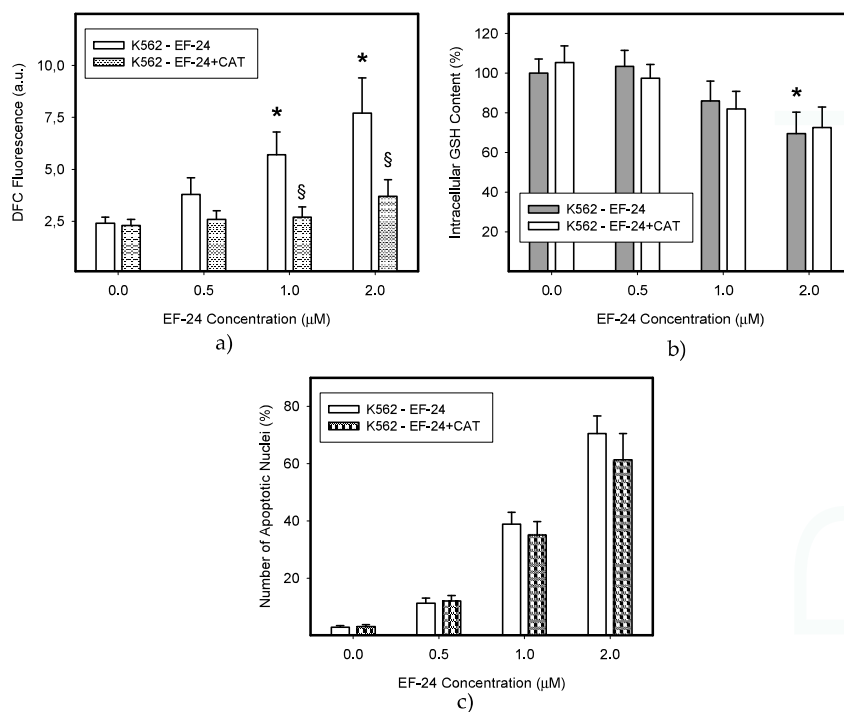 K562 - EF-24
K562 - EF-24+CAT
DFC Fluorescence (a.u.)
10,0
7,5
5,0
2,5
*
*
§
§
0.0 0.5 1.0 2.0
EF-24 Concentration (µM)
a)
Intracellular GSH Content (%)
120
100
80
60
40
20
*
K562 - EF-24
K562 - EF-24+CAT
0.0 0.5 1.0 2.0
EF-24 Concentration (µM)
b)
K562 - EF-24
K562 - EF-24+CAT
Number of Apoptotic Nuclei (%)
80
60
40
20
0.0 0.5 1.0 2.0
EF-24 Concentration (µM)
c)